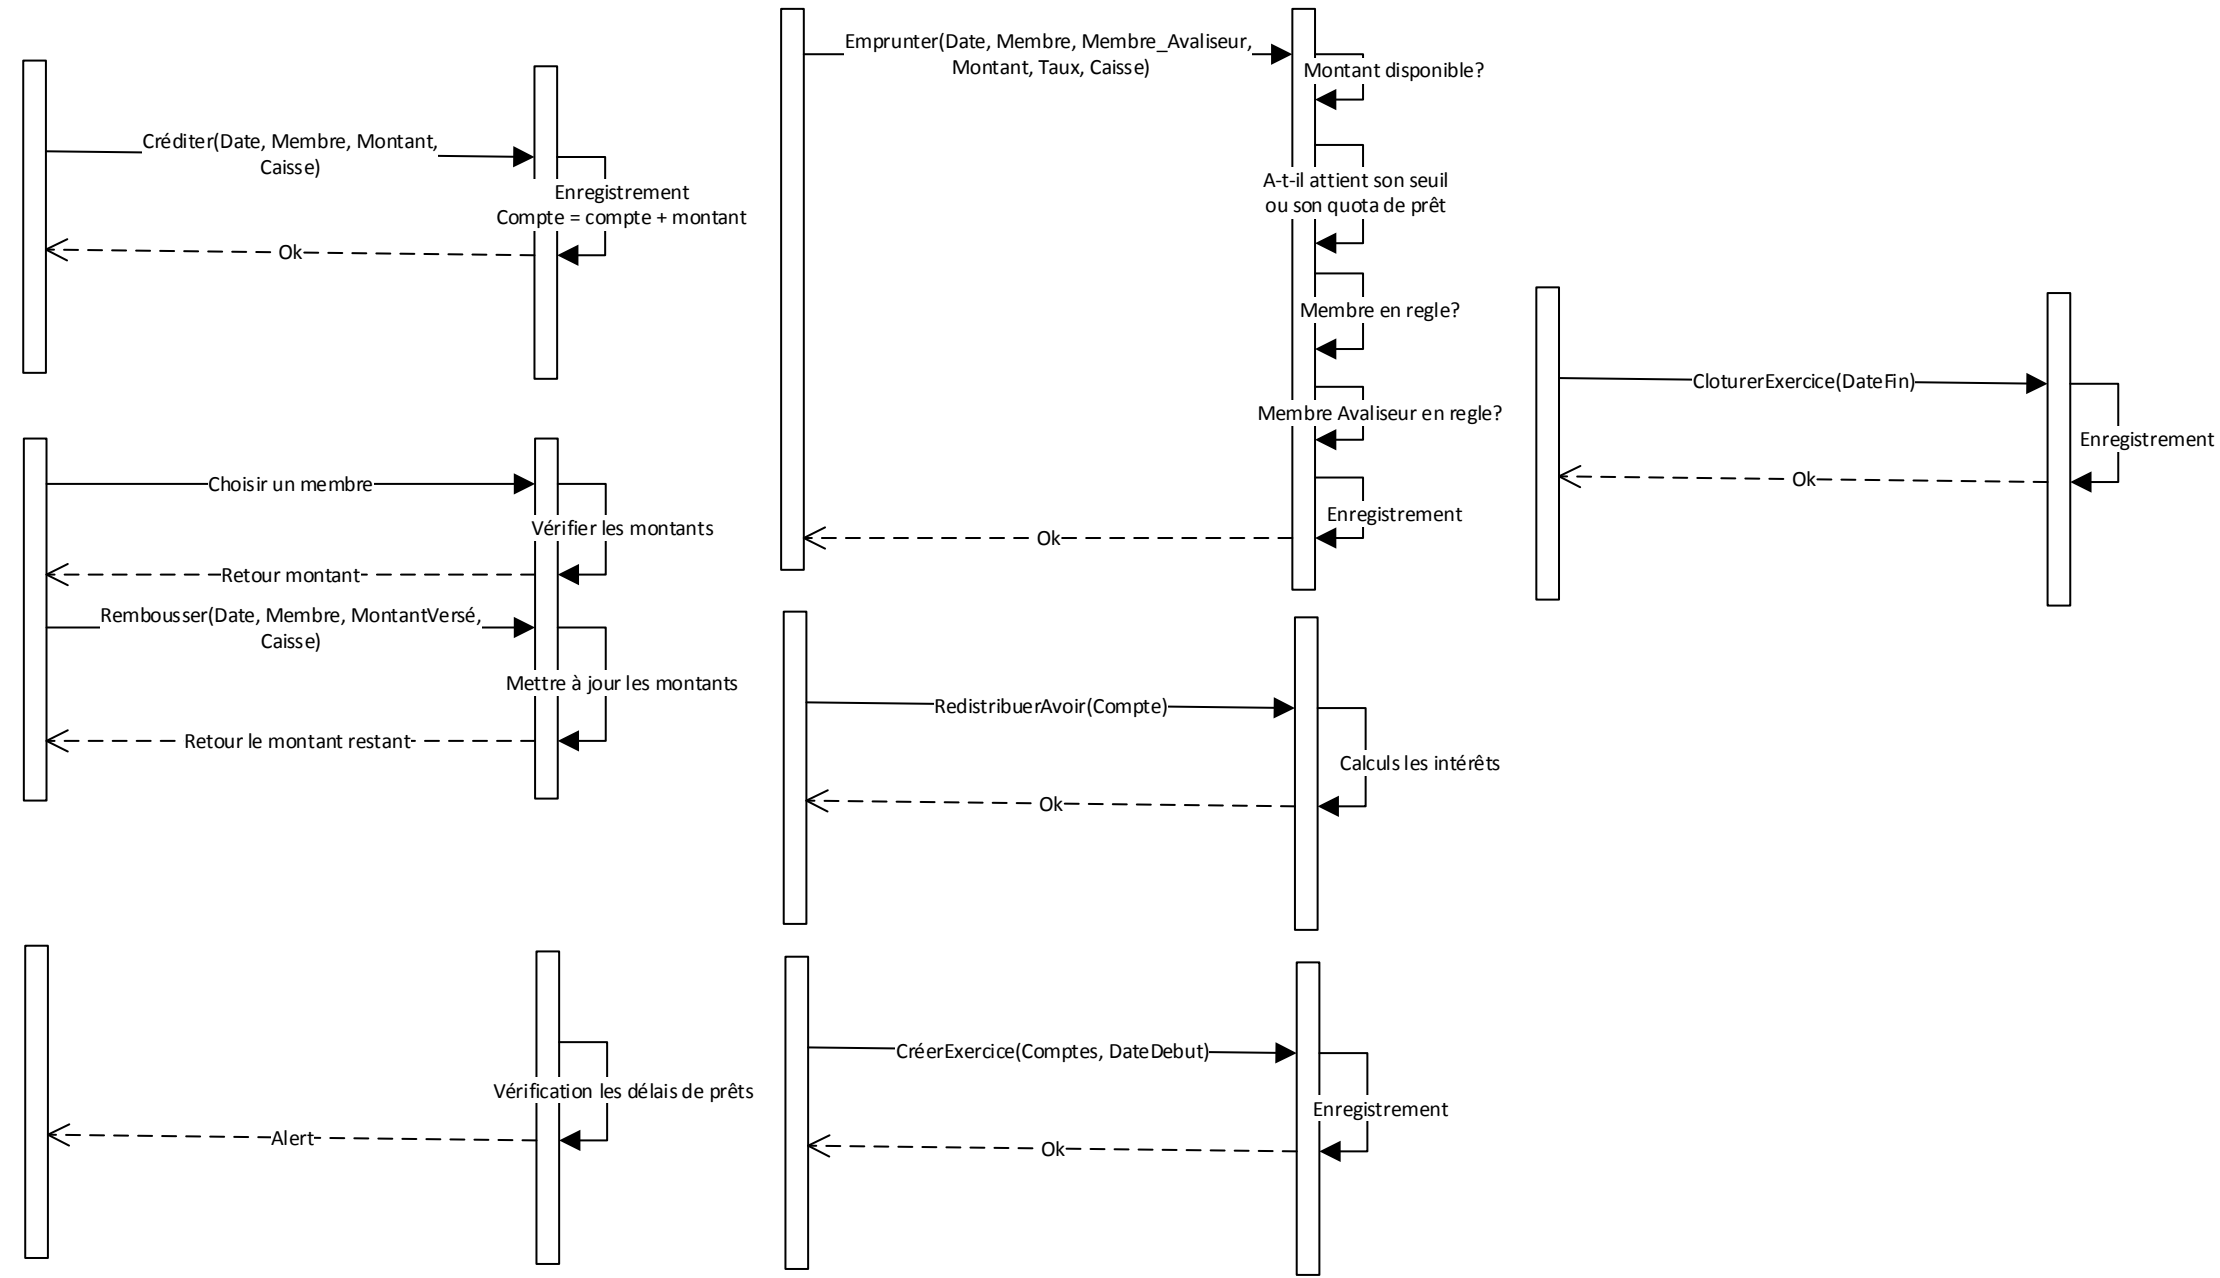 Créditer(Date, Membre, Montant,
Caisse)
Enregistrement
Compte = compte + montant
Ok
Choisir un membre
Vérifier les montants
Retour montant
Rembousser(Date, Membre, MontantVersé,
Caisse)
Mettre à jour les montants
Retour le montant restant
Vérification les délais de prêts
Alert
Emprunter(Date, Membre, Membre_Avaliseur,
Montant, Taux, Caisse)
Montant disponible?
A-t-il attient son seuil
ou son quota de prêt
Membre en regle?
Membre Avaliseur en regle?
Enregistrement
Ok
RedistribuerAvoir(Compte)
Calculs les intérêts
Ok
CréerExercice(Comptes, DateDebut)
Enregistrement
Ok
CloturerExercice(DateFin)
Enregistrement
Ok